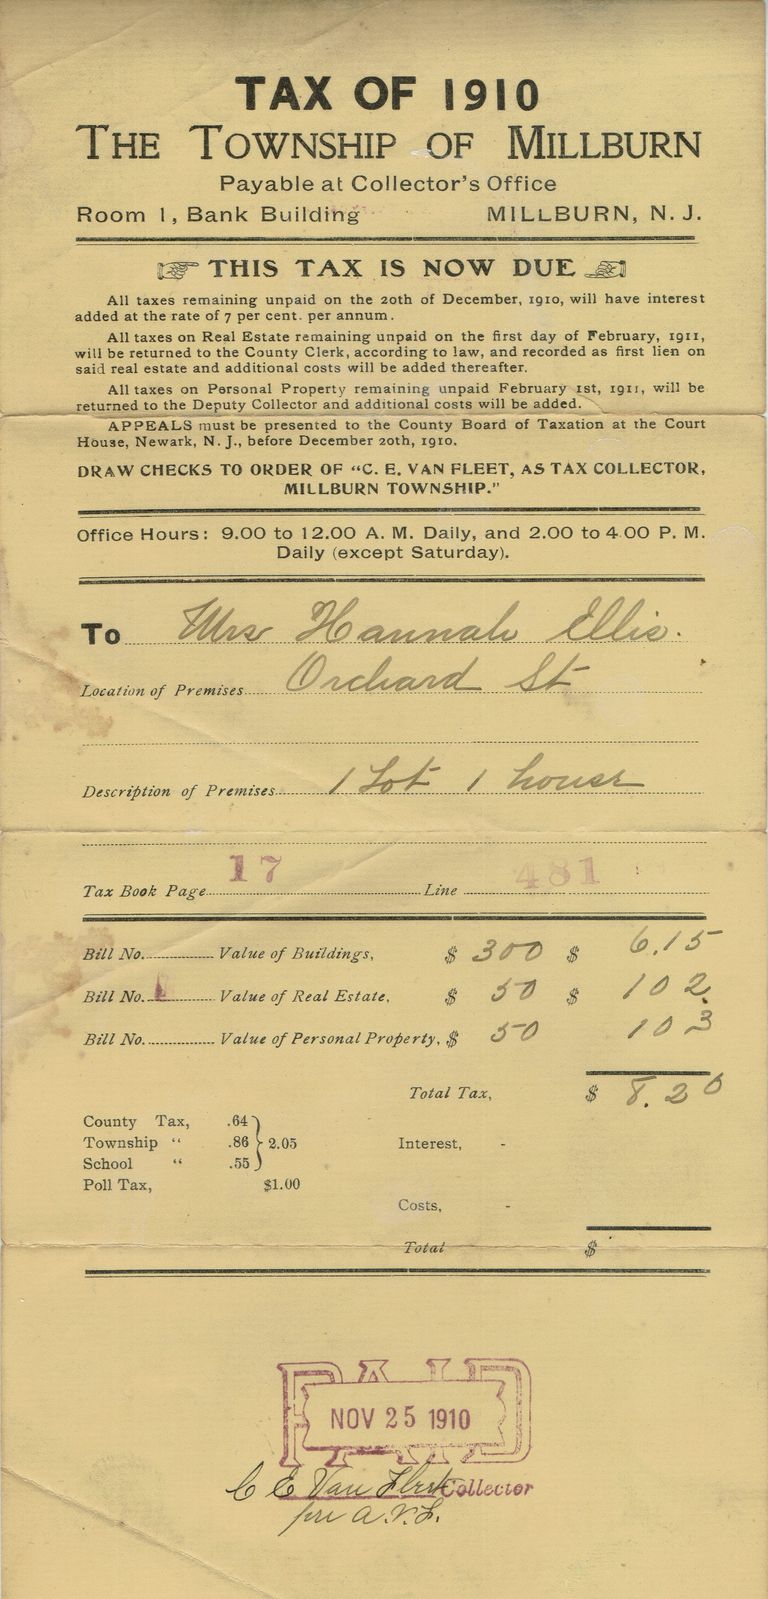 TAX OF 1910
THE TOWNSHIP OF MILLBURN
Payable at Collector's Office
Room 1, Bank Building MILLBURN, N. J.
THIS TAX IS NOW DUE
All taxes remaining unpaid on the 20th of December, 1910, will have interest
added at the rate of 7 per cent. per annum.
All taxes on Real Estate remaining unpaid on the first day of February, 1911,
will be returned to the County Clerk, according to law, and recorded as first lien on
said real estate and additional costs will be added thereafter.
All taxes on Personal Property remaining unpaid February 1st, 1911, will be
returned to the Deputy Collector and additional costs will be added.
APPEALS must be presented to the County Board of Taxation at the Court
House, Newark, N. J., before December 20th, 1910.
DRAW CHECKS TO ORDER OF "C. E. VAN FLEET, AS TAX COLLECTOR,
MILLBURN TOWNSHIP."
Office Hours: 9.00 to 12.00 A. M. Daily, and 2.00 to 4.00 P. M.
Daily (except Saturday).
To Mrs Hannah Ellis.
Location of Premises Orchard St
Description of Premises 1 Lot 1 house
Tax Book Page 17 Line 481
Bill No. Value of Buildings, $ 300 $ 6.15
Bill No. Value of Real Estate, $ 50 $ 1 02
Bill No. Value of Personal Property, $ 50 1 03
Total Tax, $ 8.20
County Tax, .64
Township " .86 } 2.05 Interest, -
School " .55
Poll Tax, $1.00
Costs, -
Total $
PAID
NOV 25 1910
C E Van Fleet Collector
per A.V.F.